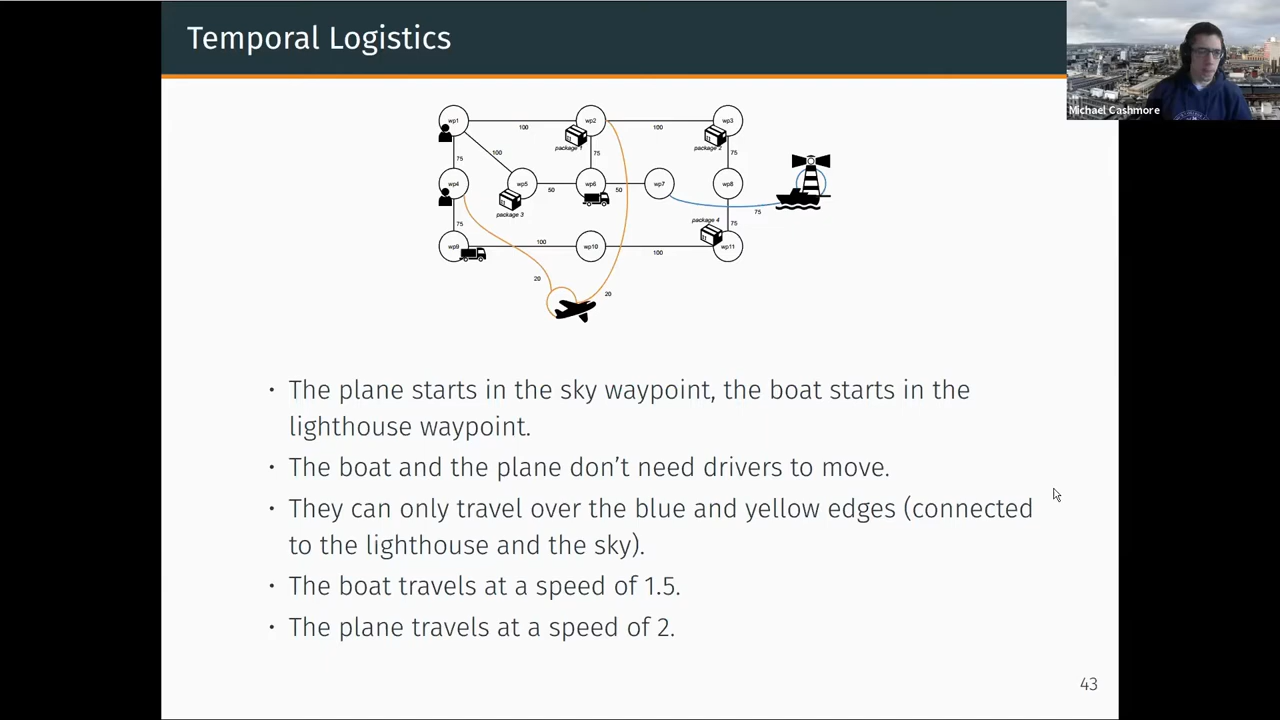 Temporal Logistics
Michael Cashmore
wp1
100
wp2
100
wp3
package 1
package 2
75
100
75
75
wp4
wp5
50
wp6
50
wp7
wp8
package 3
75
75
package 4
75
wp9
100
wp10
100
wp11
20
20
• The plane starts in the sky waypoint, the boat starts in the
lighthouse waypoint.
• The boat and the plane don't need drivers to move.
• They can only travel over the blue and yellow edges (connected
to the lighthouse and the sky).
• The boat travels at a speed of 1.5.
• The plane travels at a speed of 2.
43